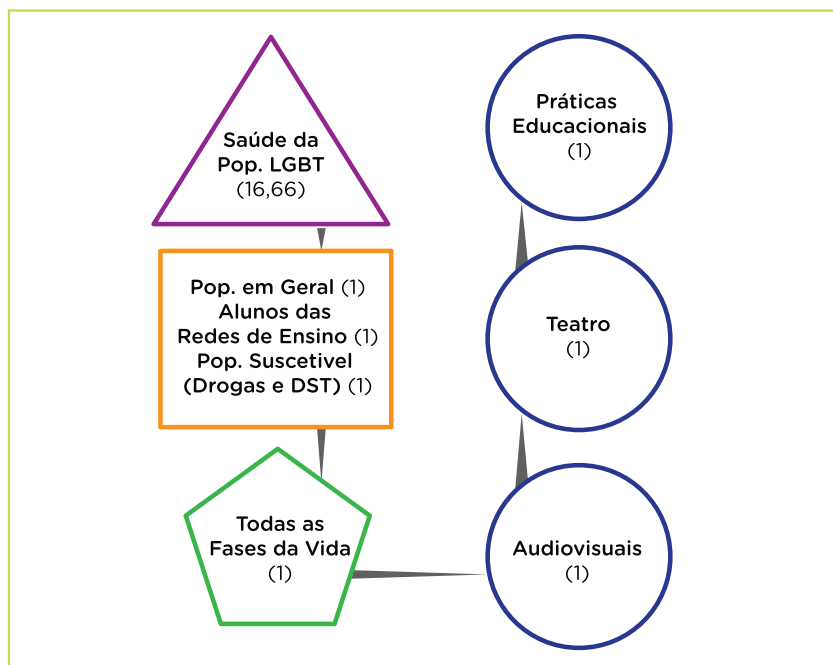 Saúde da
Pop. LGBT
(16,66)
Pop. em Geral (1)
Alunos das
Redes de Ensino (1)
Pop. Suscetivel
(Drogas e DST) (1)
Todas as
Fases da Vida
(1)
Audiovisuais
(1)
Teatro
(1)
Práticas
Educacionais
(1)